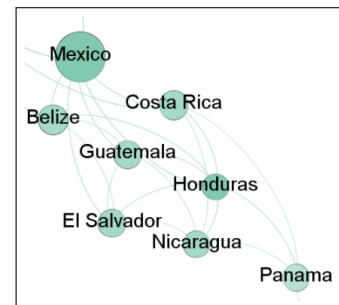 Mexico
Costa Rica
Belize
Guatemala
Honduras
El Salvador
Nicaragua
Panama